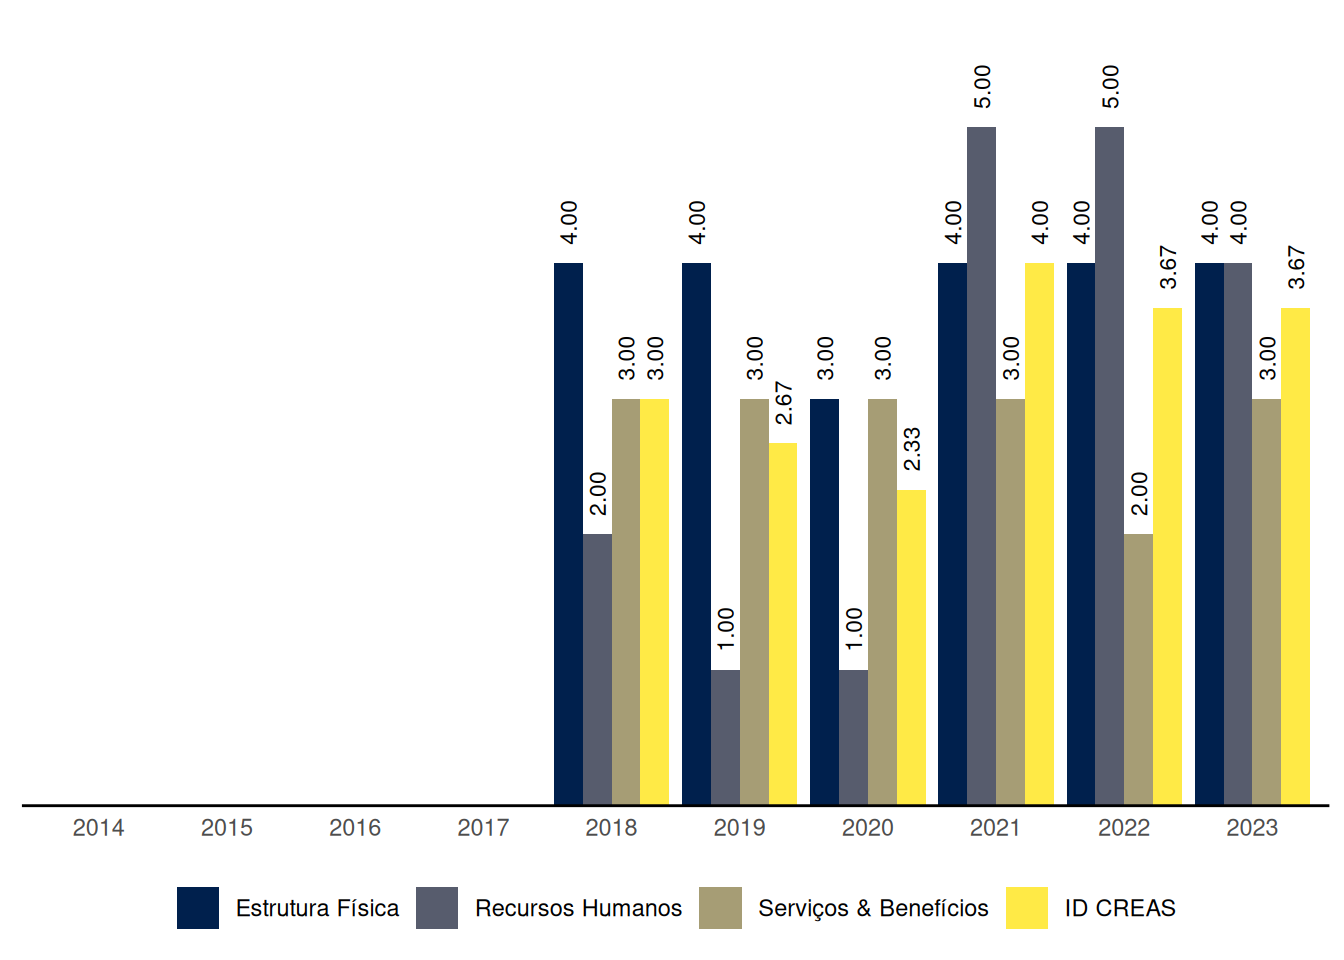 5.00 5.00
4.00 4.00 4.00 4.00 4.00 4.00 4.00
3.67 3.67
3.00 3.00 3.00 3.00 3.00 3.00 3.00
2.67
2.33
2.00 2.00
1.00 1.00
2014 2015 2016 2017 2018 2019 2020 2021 2022 2023
Estrutura Física Recursos Humanos Serviços & Benefícios ID CREAS